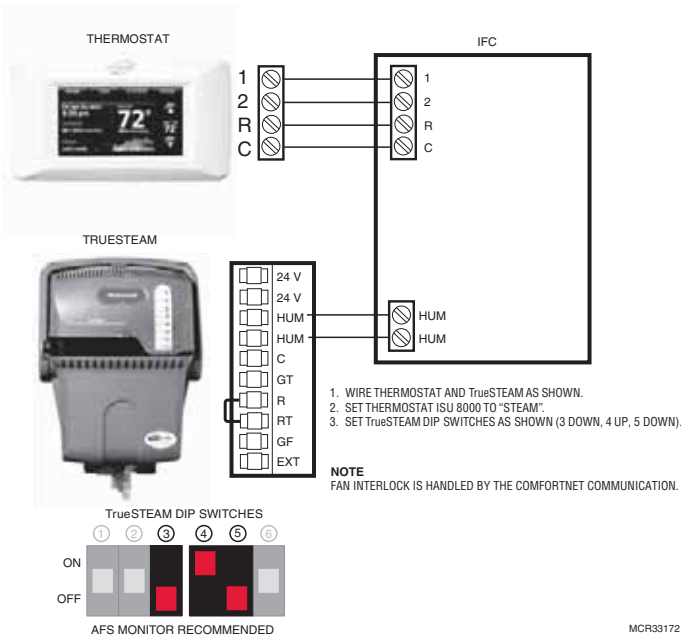 THERMOSTAT
IFC
72°
72°
1
2
R
C
1
2
R
C
TRUESTEAM
24 V
24 V
HUM
HUM
C
GT
R
RT
GF
EXT
HUM
HUM
1. WIRE THERMOSTAT AND TrueSTEAM AS SHOWN.
2. SET THERMOSTAT ISU 8000 TO “STEAM”.
3. SET TrueSTEAM DIP SWITCHES AS SHOWN (3 DOWN, 4 UP, 5 DOWN).
NOTE
FAN INTERLOCK IS HANDLED BY THE COMFORTNET COMMUNICATION.
TrueSTEAM DIP SWITCHES
1 2 3 4 5 6
ON
OFF
AFS MONITOR RECOMMENDED
MCR33172